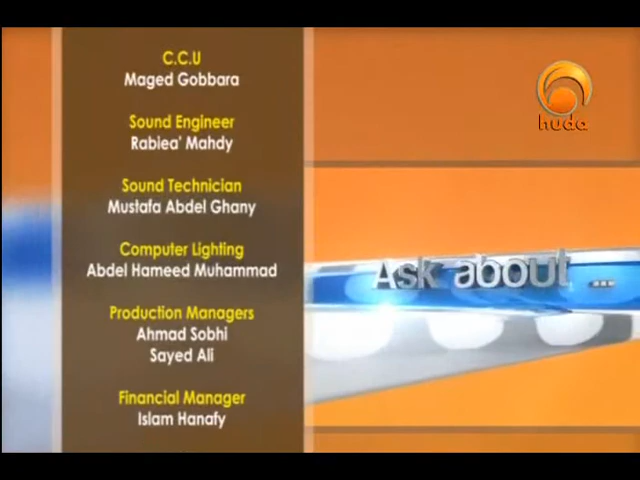 C.C.U
Maged Gobbara
Sound Engineer
Rabiea' Mahdy
Sound Technician
Mustafa Abdel Ghany
Computer Lighting
Abdel Hameed Muhammad
Production Managers
Ahmad Sobhi
Sayed Ali
Financial Manager
Islam Hanafy
huda
Ask about ...